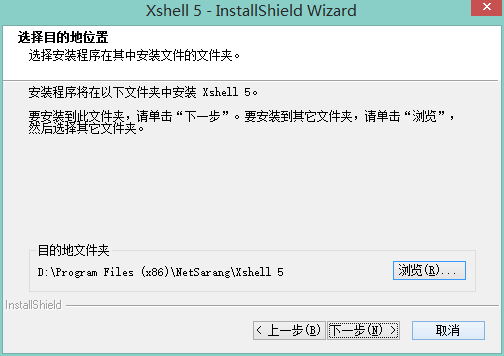 Xshell 5 - InstallShield Wizard
选择目的地位置
选择安装程序在其中安装文件的文件夹。
安装程序将在以下文件夹中安装 Xshell 5。
要安装到此文件夹，请单击“下一步”。要安装到其它文件夹，请单击“浏览”，
然后选择其它文件夹。
目的地文件夹
D:\Program Files (x86)\NetSarang\Xshell 5
浏览(R)...
InstallShield
< 上一步(B)
下一步(N) >
取消